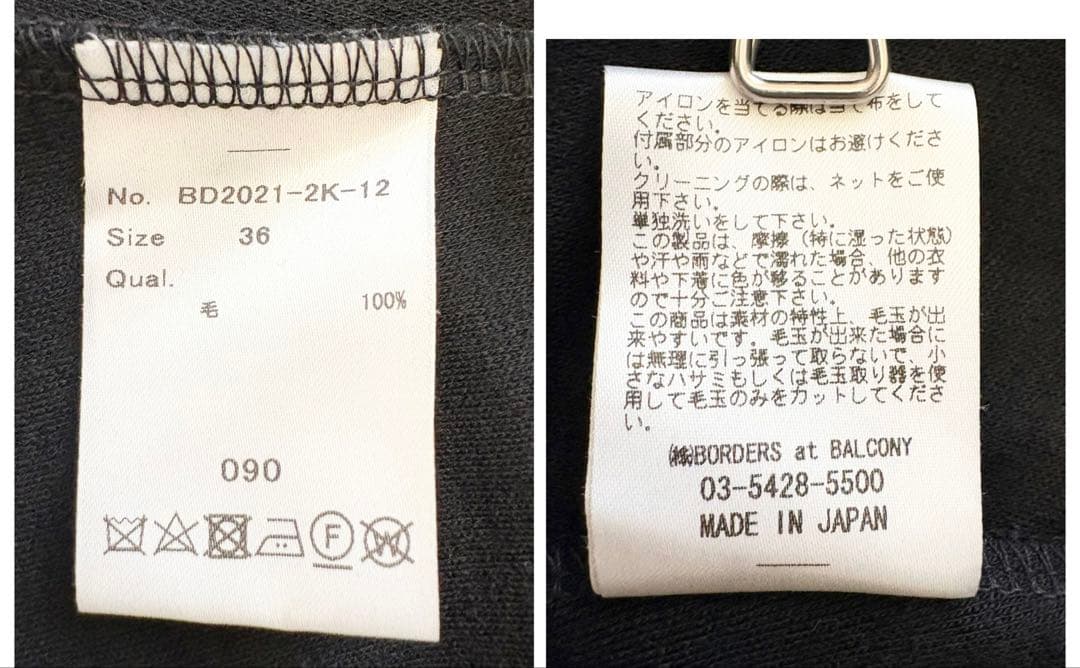 No. BD2021-2K-12
Size 36
Qual.
毛 100%
090
F
W
アイロンを当てる際は当て布をして
ください。
付属部分のアイロンはお避けくださ
い。
クリーニングの際は、ネットをご使
用下さい。
単独洗いをして下さい。
この製品は、摩擦(特に湿った状態)
や汗や雨などで濡れた場合、他の衣
料や下着に色が移ることがあります
ので十分ご注意下さい。
この商品は素材の特性上、毛玉が出
来やすいです。毛玉が出来た場合に
は無理に引っ張って取らないで、小
さなハサミもしくは毛玉取り器を使
用して毛玉のみをカットしてくださ
い。
㈱BORDERS at BALCONY
03-5428-5500
MADE IN JAPAN